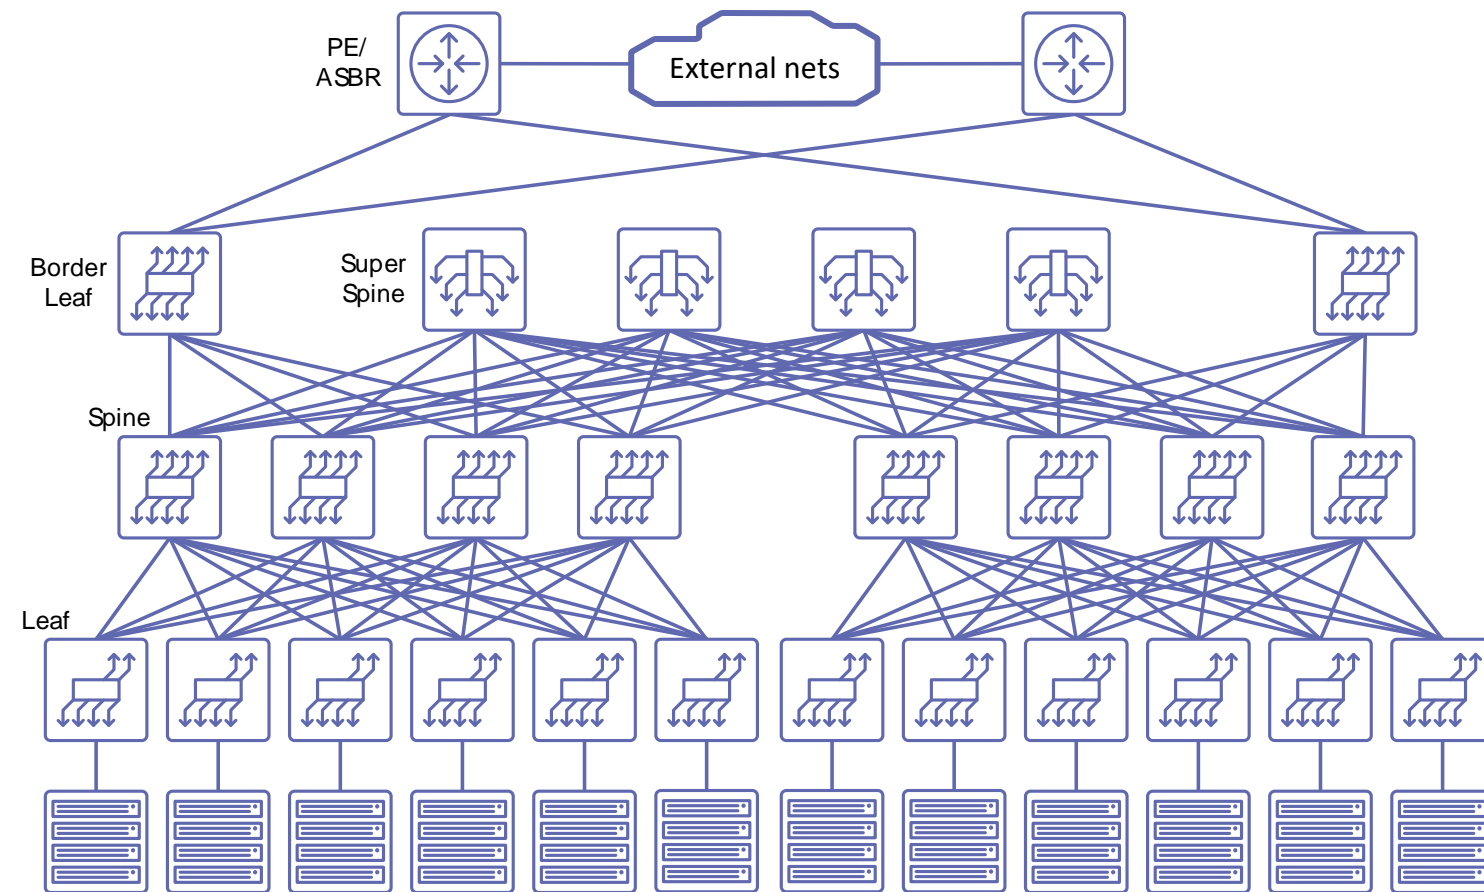 PE/
ASBR
External nets
Border
Leaf
Super
Spine
Spine
Leaf